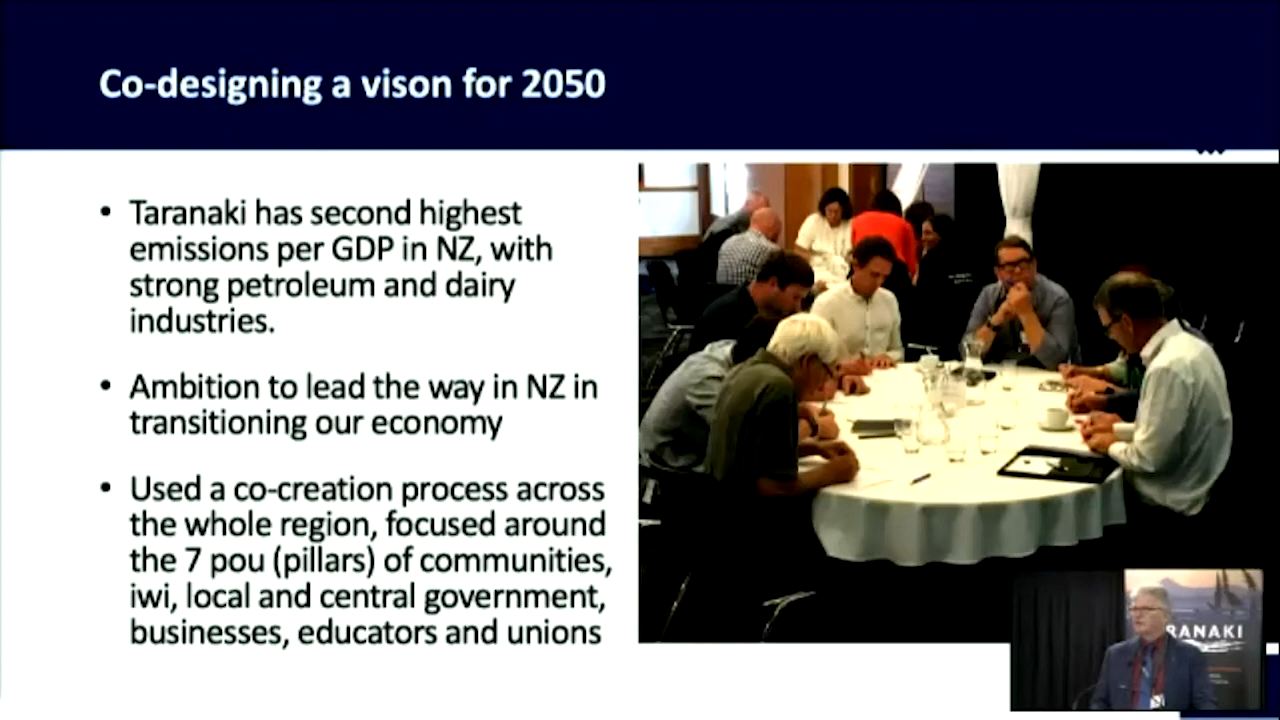 Co-designing a vison for 2050
• Taranaki has second highest
emissions per GDP in NZ, with
strong petroleum and dairy
industries.
• Ambition to lead the way in NZ in
transitioning our economy
• Used a co-creation process across
the whole region, focused around
the 7 pou (pillars) of communities,
iwi, local and central government,
businesses, educators and unions
RANAKI